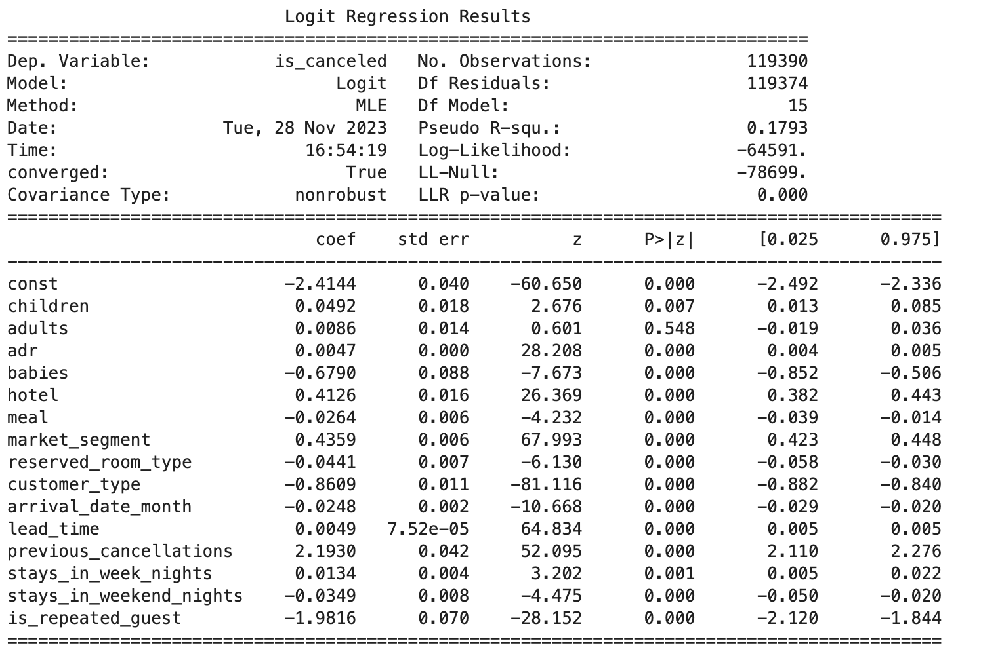 Logit Regression Results
==============================================================================
Dep. Variable: is_canceled No. Observations: 119390
Model: Logit Df Residuals: 119374
Method: MLE Df Model: 15
Date: Tue, 28 Nov 2023 Pseudo R-squ.: 0.1793
Time: 16:54:19 Log-Likelihood: -64591.
converged: True LL-Null: -78699.
Covariance Type: nonrobust LLR p-value: 0.000
===========================================================================================
coef std err z P>|z| [0.025 0.975]
-------------------------------------------------------------------------------------------
const -2.4144 0.040 -60.650 0.000 -2.492 -2.336
children 0.0492 0.018 2.676 0.007 0.013 0.085
adults 0.0086 0.014 0.601 0.548 -0.019 0.036
adr 0.0047 0.000 28.208 0.000 0.004 0.005
babies -0.6790 0.088 -7.673 0.000 -0.852 -0.506
hotel 0.4126 0.016 26.369 0.000 0.382 0.443
meal -0.0264 0.006 -4.232 0.000 -0.039 -0.014
market_segment 0.4359 0.006 67.993 0.000 0.423 0.448
reserved_room_type -0.0441 0.007 -6.130 0.000 -0.058 -0.030
customer_type -0.8609 0.011 -81.116 0.000 -0.882 -0.840
arrival_date_month -0.0248 0.002 -10.668 0.000 -0.029 -0.020
lead_time 0.0049 7.52e-05 64.834 0.000 0.005 0.005
previous_cancellations 2.1930 0.042 52.095 0.000 2.110 2.276
stays_in_week_nights 0.0134 0.004 3.202 0.001 0.005 0.022
stays_in_weekend_nights -0.0349 0.008 -4.475 0.000 -0.050 -0.020
is_repeated_guest -1.9816 0.070 -28.152 0.000 -2.120 -1.844
===========================================================================================